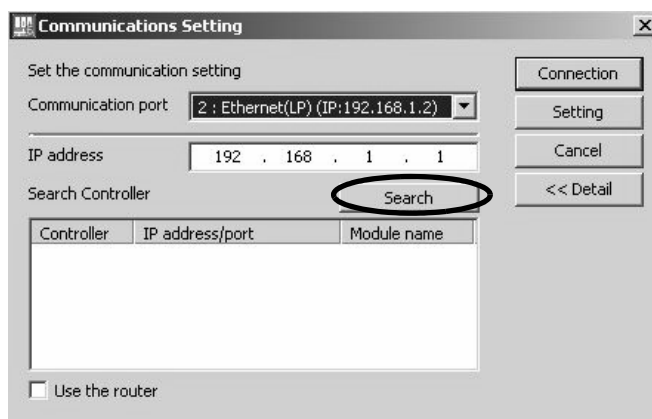 Communications Setting
Set the communication setting
Communication port 2 : Ethernet(LP) (IP:192.168.1.2)
IP address 192 . 168 . 1 . 1
Search Controller Search
Controller IP address/port Module name
Use the router
Connection
Setting
Cancel
<< Detail